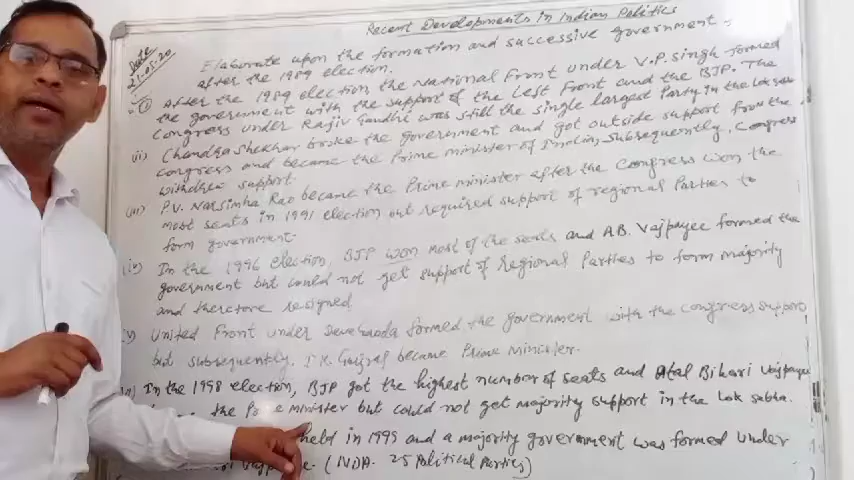 Recent Developments in Indian Politics
Date
21-05-20
Elaborate upon the formation and successive government
after the 1989 election.
(i) After the 1989 election, the National Front under V.P. Singh formed
the government with the support of the Left Front and the BJP. The
Congress under Rajiv Gandhi was still the single largest Party in the Lok Sabha
(ii) Chandra Shekhar broke the government and got outside support from the
Congress and became the Prime minister of India. Subsequently, Congress
withdrew support.
(iii) P.V. Narsimha Rao became the Prime minister after the Congress won the
most seats in 1991 election but required support of regional Parties to
form government.
(iv) In the 1996 election, BJP won most of the seats and A.B. Vajpayee formed the
government but could not get support of Regional Parties to form majority
and therefore resigned
(v) United Front under Devegoda formed the government with the Congress support
but subsequently, I.K. Gujral became Prime Minister.
In the 1998 election, BJP got the highest number of seats and Atal Bihari Vajpayee
the Prime minister but could not get majority support in the Lok Sabha.
held in 1999 and a majority government was formed under
(NDA. 25 Political Parties)